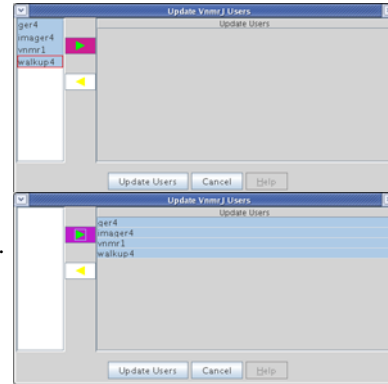 Update VnmrJ Users
Update Users
ger4
imager4
vnmr1
walkup4
Update Users Cancel Help
Update VnmrJ Users
Update Users
ger4
imager4
vnmr1
walkup4
.
Update Users Cancel Help